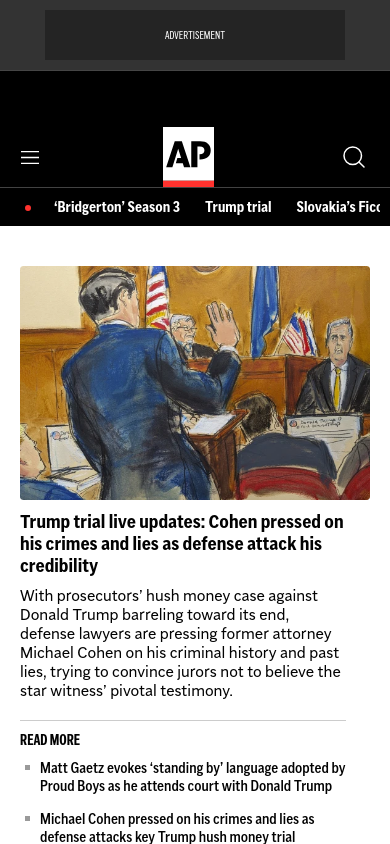 ADVERTISEMENT
AP
‘Bridgerton’ Season 3 Trump trial Slovakia’s Fico
Trump trial live updates: Cohen pressed on
his crimes and lies as defense attack his
credibility
With prosecutors’ hush money case against
Donald Trump barreling toward its end,
defense lawyers are pressing former attorney
Michael Cohen on his criminal history and past
lies, trying to convince jurors not to believe the
star witness’ pivotal testimony.
READ MORE
Matt Gaetz evokes ‘standing by’ language adopted by
Proud Boys as he attends court with Donald Trump
Michael Cohen pressed on his crimes and lies as
defense attacks key Trump hush money trial